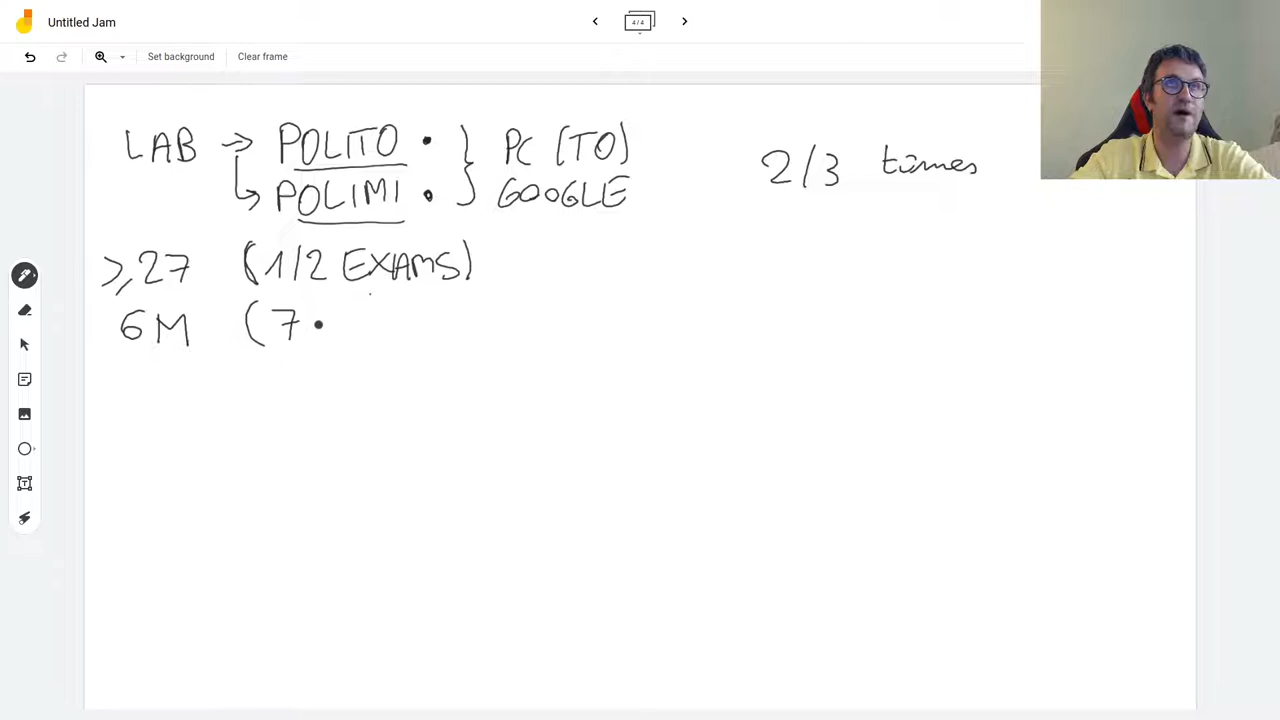 Untitled Jam
4 / 4
Set background
Clear frame
LAB → POLITO • } PC (TO)
↳ POLIMI • } GOOGLE
2/3 times
≥27 (1/2 EXAMS)
6M (7 •